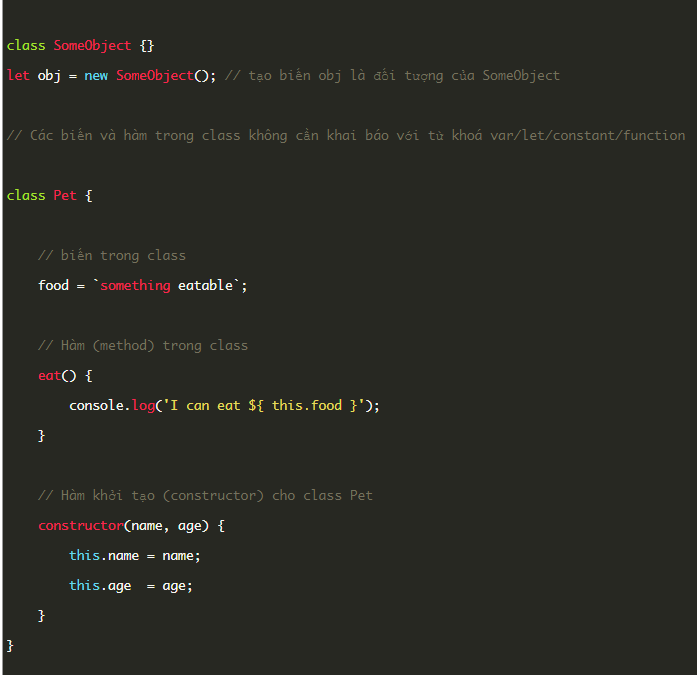 class SomeObject {}
let obj = new SomeObject(); // tạo biến obj là đối tượng của SomeObject
// Các biến và hàm trong class không cần khai báo với từ khoá var/let/constant/function
class Pet {
    // biến trong class
    food = `something eatable`;
    // Hàm (method) trong class
    eat() {
        console.log('I can eat ${ this.food }');
    }
    // Hàm khởi tạo (constructor) cho class Pet
    constructor(name, age) {
        this.name = name;
        this.age  = age;
    }
}